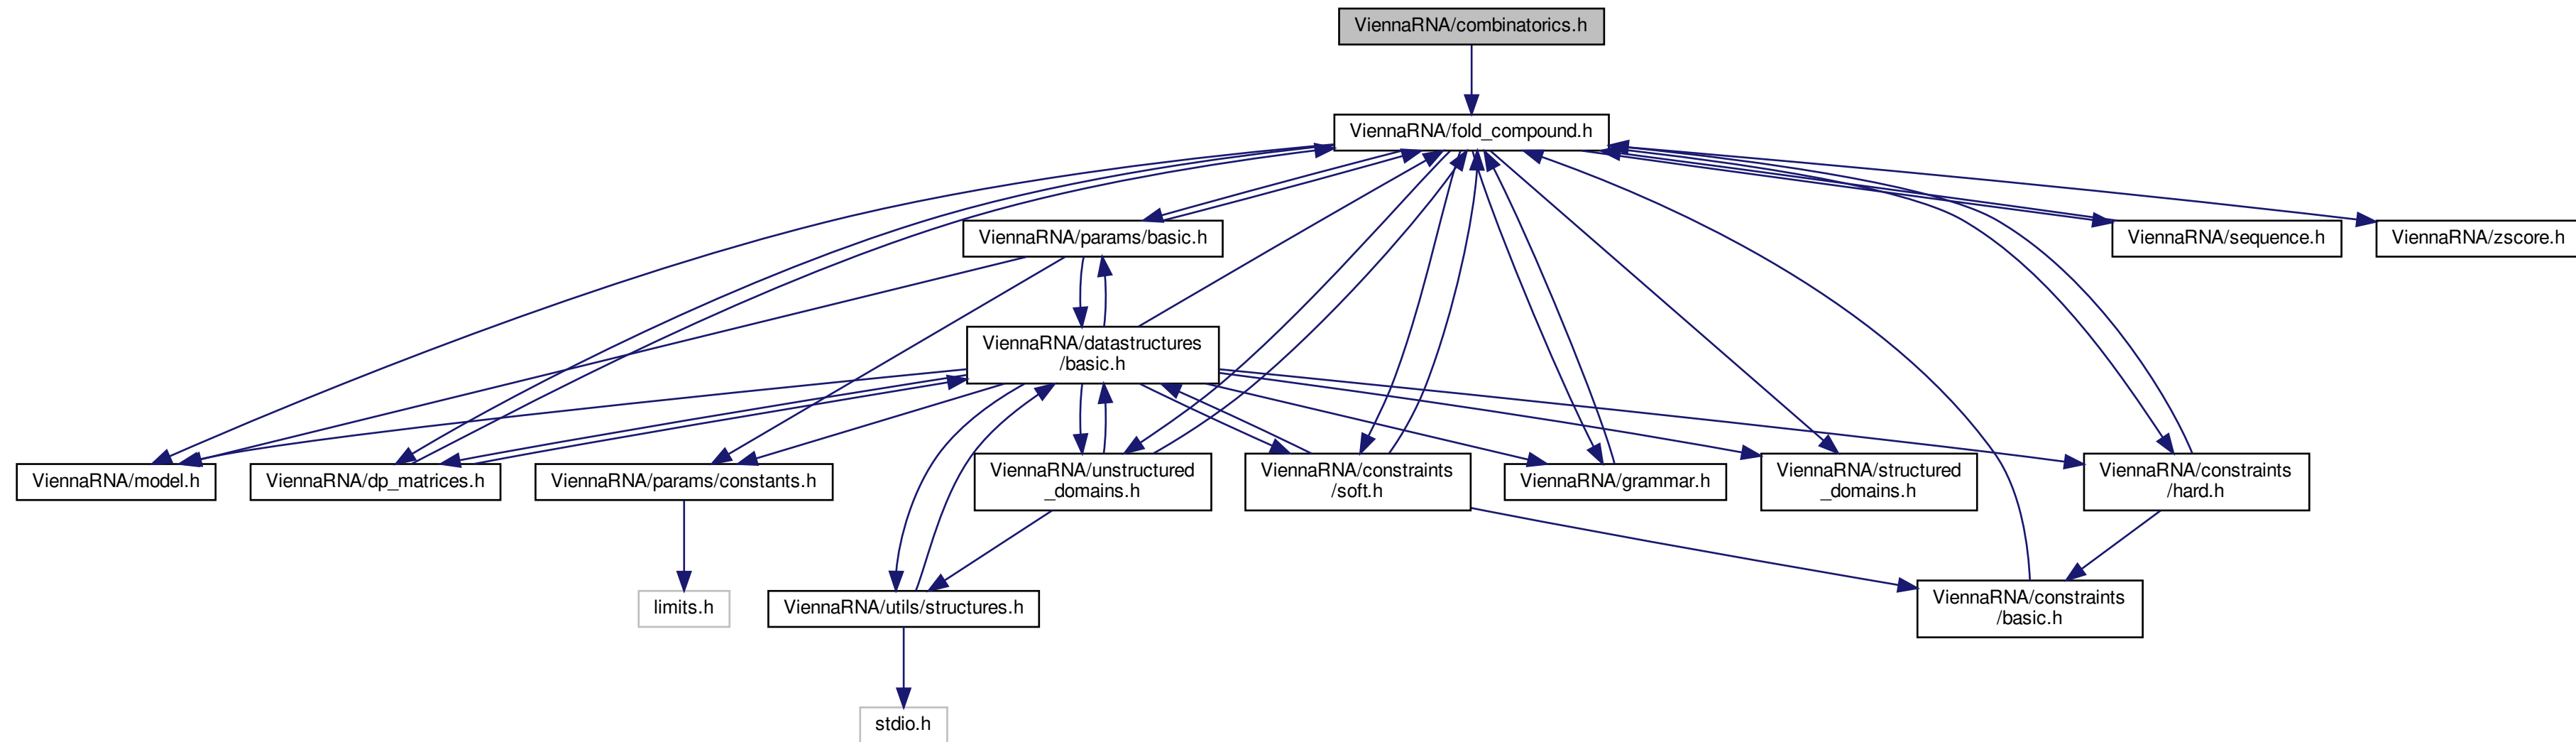 ViennaRNA/combinatorics.h
ViennaRNA/fold_compound.h
ViennaRNA/params/basic.h
ViennaRNA/sequence.h
ViennaRNA/zscore.h
ViennaRNA/datastructures
/basic.h
ViennaRNA/model.h
ViennaRNA/dp_matrices.h
ViennaRNA/params/constants.h
ViennaRNA/unstructured
_domains.h
ViennaRNA/constraints
/soft.h
ViennaRNA/grammar.h
ViennaRNA/structured
_domains.h
ViennaRNA/constraints
/hard.h
limits.h
ViennaRNA/utils/structures.h
ViennaRNA/constraints
/basic.h
stdio.h